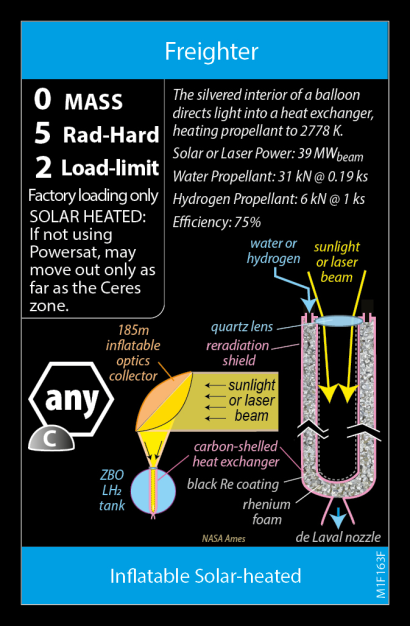 Freighter
0 MASS
5 Rad-Hard
2 Load-limit
Factory loading only
SOLAR HEATED:
If not using
Powersat, may
move out only as
far as the Ceres
zone.
The silvered interior of a balloon
directs light into a heat exchanger,
heating propellant to 2778 K.
Solar or Laser Power: 39 MWbeam
Water Propellant: 31 kN @ 0.19 ks
Hydrogen Propellant: 6 kN @ 1 ks
Efficiency: 75%
water or
hydrogen
sunlight
or laser
beam
quartz lens
reradiation
shield
185m
inflatable
optics
collector
sunlight
or laser
beam
any
C
carbon-shelled
heat exchanger
ZBO
LH2
tank
black Re coating
rhenium
foam
NASA Ames
de Laval nozzle
M1F163F
Inflatable Solar-heated